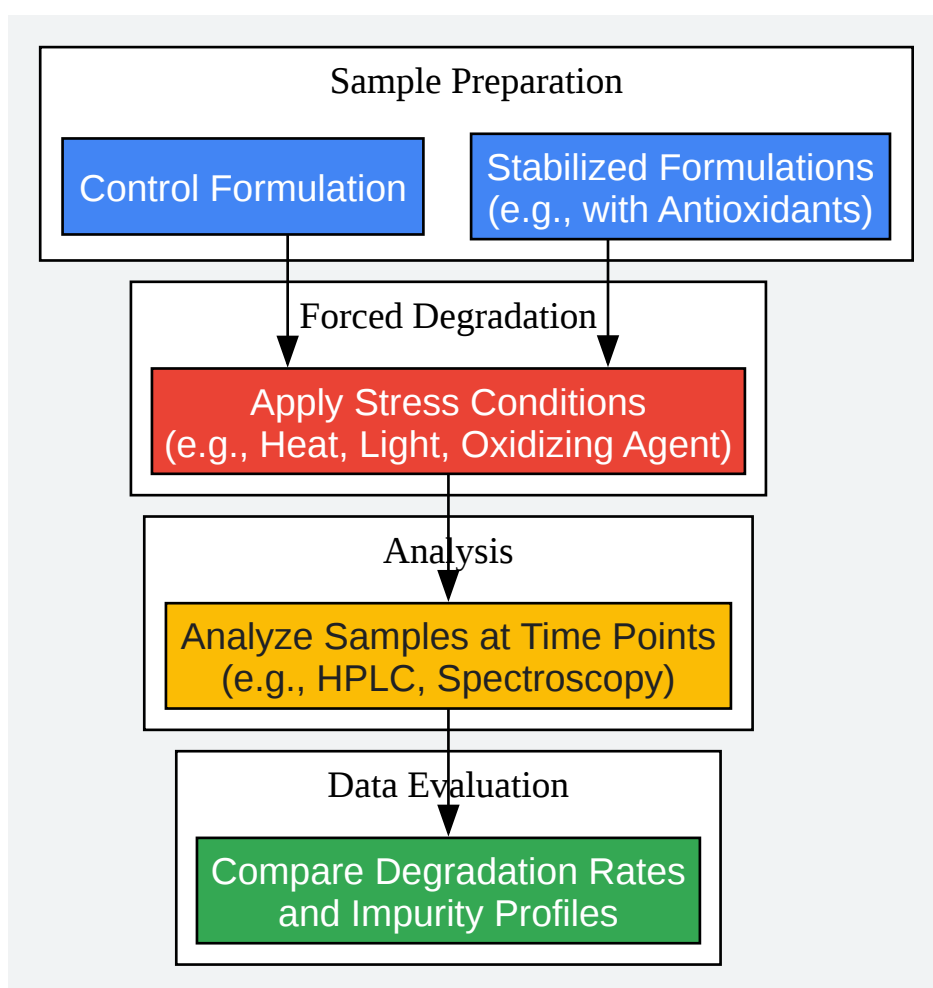 Sample Preparation
Control Formulation
Stabilized Formulations
(e.g., with Antioxidants)
Forced Degradation
Apply Stress Conditions
(e.g., Heat, Light, Oxidizing Agent)
Analysis
Analyze Samples at Time Points
(e.g., HPLC, Spectroscopy)
Data Evaluation
Compare Degradation Rates
and Impurity Profiles